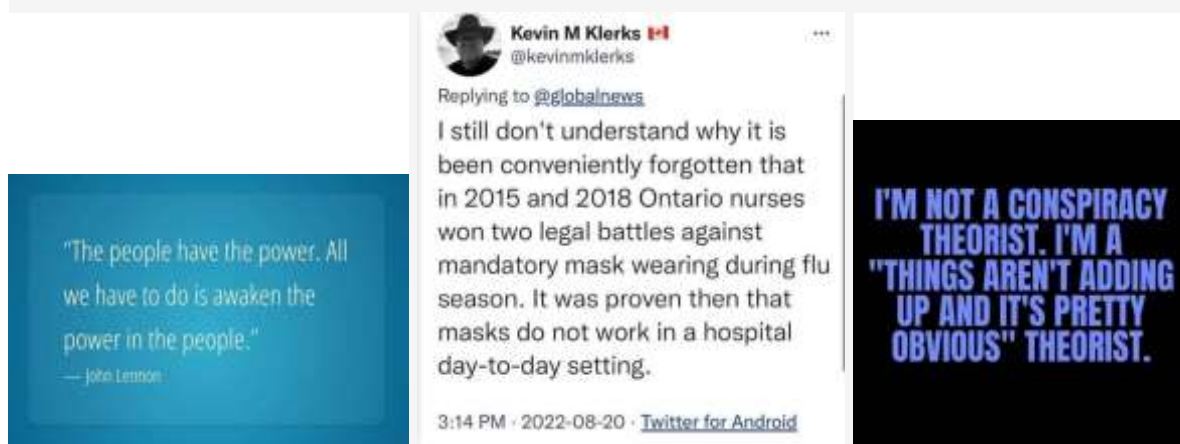 "The people have the power. All
we have to do is awaken the
power in the people."
— John Lennon
Kevin M Klerks 🇨🇦
@kevinmklerks
Replying to @globalnews
I still don't understand why it is
been conveniently forgotten that
in 2015 and 2018 Ontario nurses
won two legal battles against
mandatory mask wearing during flu
season. It was proven then that
masks do not work in a hospital
day-to-day setting.
3:14 PM · 2022-08-20 · Twitter for Android
I'M NOT A CONSPIRACY
THEORIST. I'M A
"THINGS AREN'T ADDING
UP AND IT'S PRETTY
OBVIOUS" THEORIST.